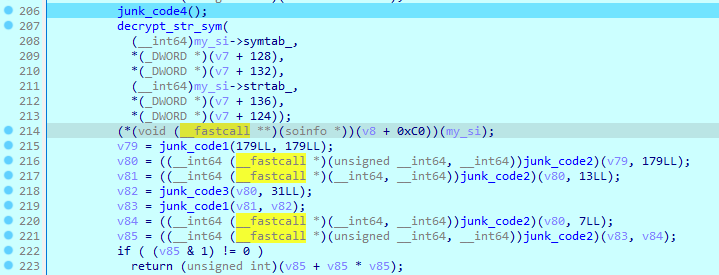 206 junk_code4();
207 decrypt_str_sym(
208 (__int64)my_si->symtab_,
209 *(_DWORD *)(v7 + 128),
210 *(_DWORD *)(v7 + 132),
211 (__int64)my_si->strtab_,
212 *(_DWORD *)(v7 + 136),
213 *(_DWORD *)(v7 + 124));
214 (*(void (__fastcall **)(soinfo *))(v8 + 0xC0))(my_si);
215 v79 = junk_code1(179LL, 179LL);
216 v80 = ((__int64 (__fastcall *)(unsigned __int64, __int64))junk_code2)(v79, 179LL);
217 v81 = ((__int64 (__fastcall *)(__int64, __int64))junk_code2)(v80, 13LL);
218 v82 = junk_code3(v80, 31LL);
219 v83 = junk_code1(v81, v82);
220 v84 = ((__int64 (__fastcall *)(__int64, __int64))junk_code2)(v80, 7LL);
221 v85 = ((__int64 (__fastcall *)(unsigned __int64, __int64))junk_code2)(v83, v84);
222 if ( (v85 & 1) != 0 )
223 return (unsigned int)(v85 + v85 * v85);